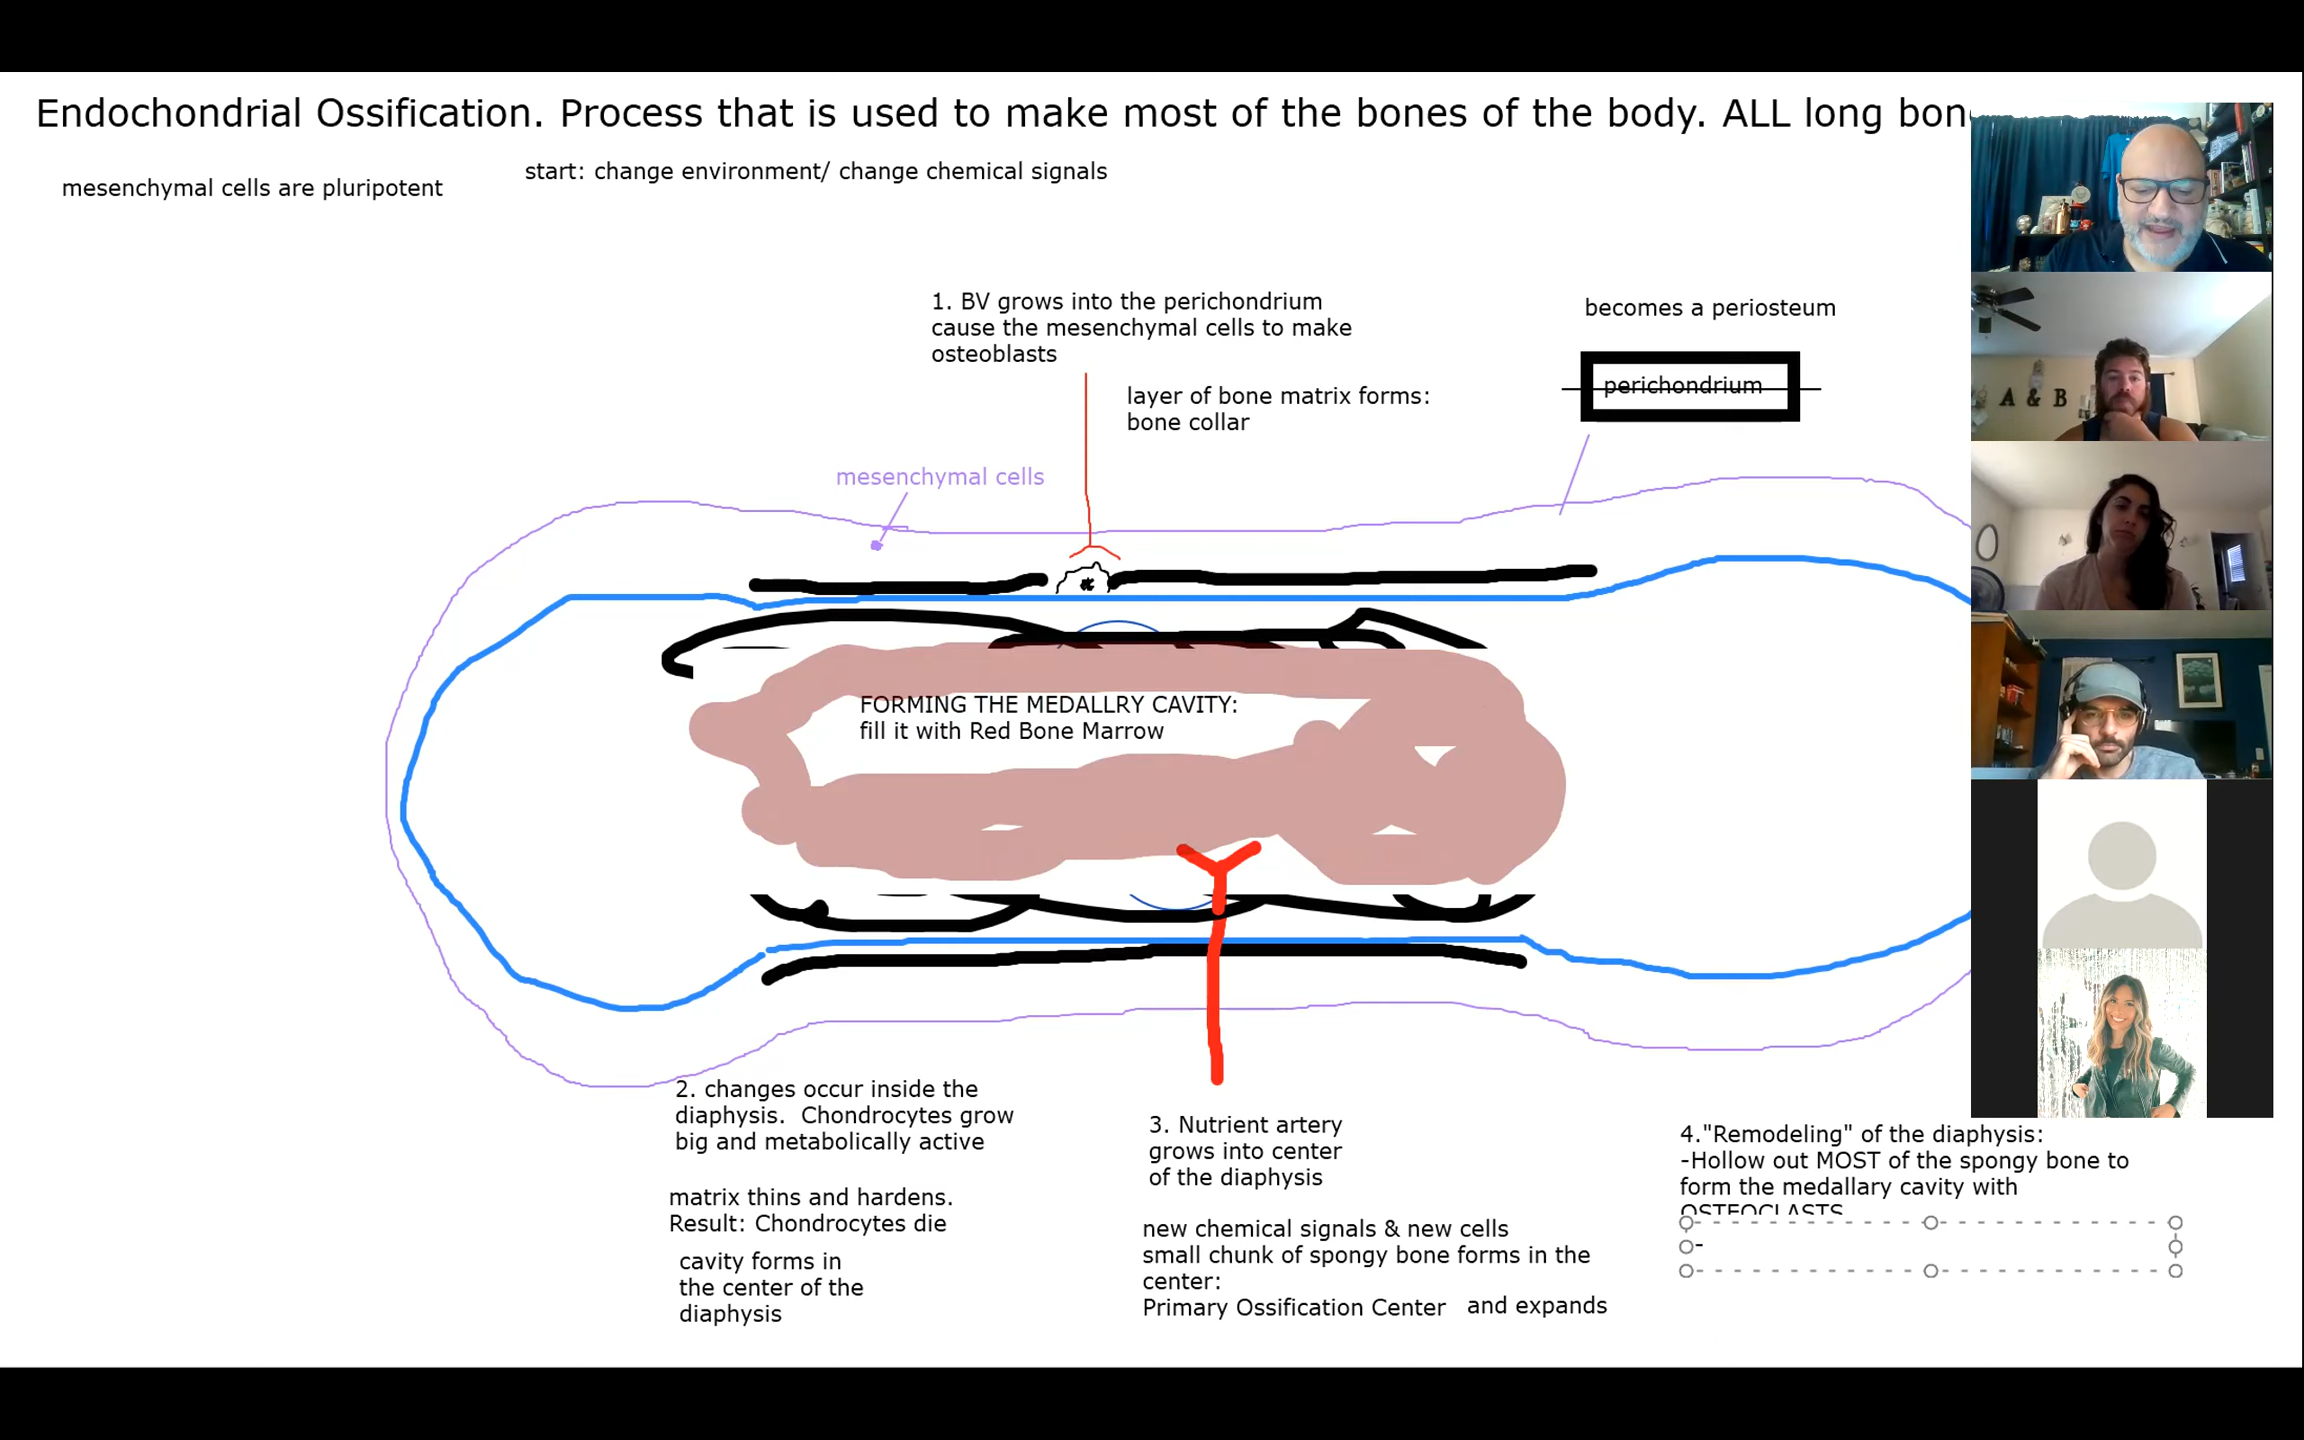 Endochondrial Ossification. Process that is used to make most of the bones of the body. ALL long bon
mesenchymal cells are pluripotent
start: change environment/ change chemical signals
1. BV grows into the perichondrium
cause the mesenchymal cells to make
osteoblasts
becomes a periosteum
perichondrium
layer of bone matrix forms:
bone collar
mesenchymal cells
A & B
FORMING THE MEDALLRY CAVITY:
fill it with Red Bone Marrow
2. changes occur inside the
diaphysis.  Chondrocytes grow
big and metabolically active
matrix thins and hardens.
Result: Chondrocytes die
cavity forms in
the center of the
diaphysis
3. Nutrient artery
grows into center
of the diaphysis
new chemical signals & new cells
small chunk of spongy bone forms in the
center:
Primary Ossification Center and expands
4."Remodeling" of the diaphysis:
-Hollow out MOST of the spongy bone to
form the medallary cavity with
OSTEOCLASTS
-